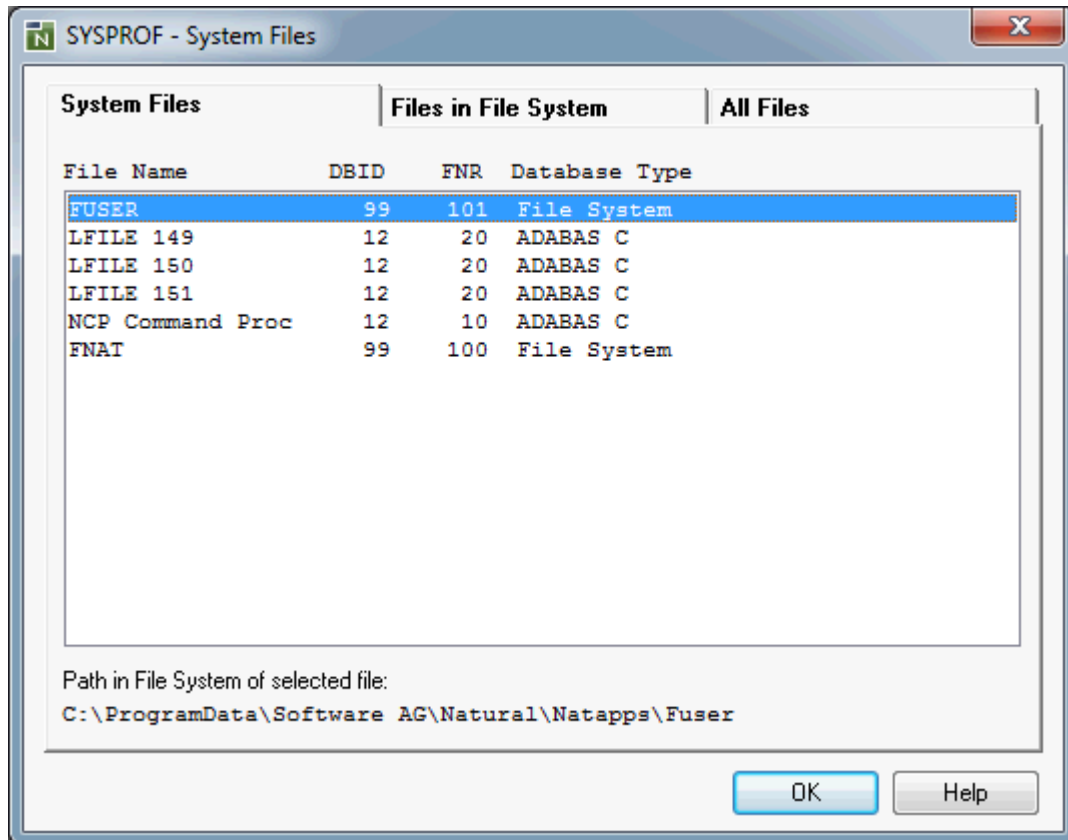 SYSPROF - System Files
System Files Files in File System All Files
File Name DBID FNR Database Type
FUSER 99 101 File System
LFILE 149 12 20 ADABAS C
LFILE 150 12 20 ADABAS C
LFILE 151 12 20 ADABAS C
NCP Command Proc 12 10 ADABAS C
FNAT 99 100 File System
Path in File System of selected file:
C:\ProgramData\Software AG\Natural\Natapps\Fuser
OK Help